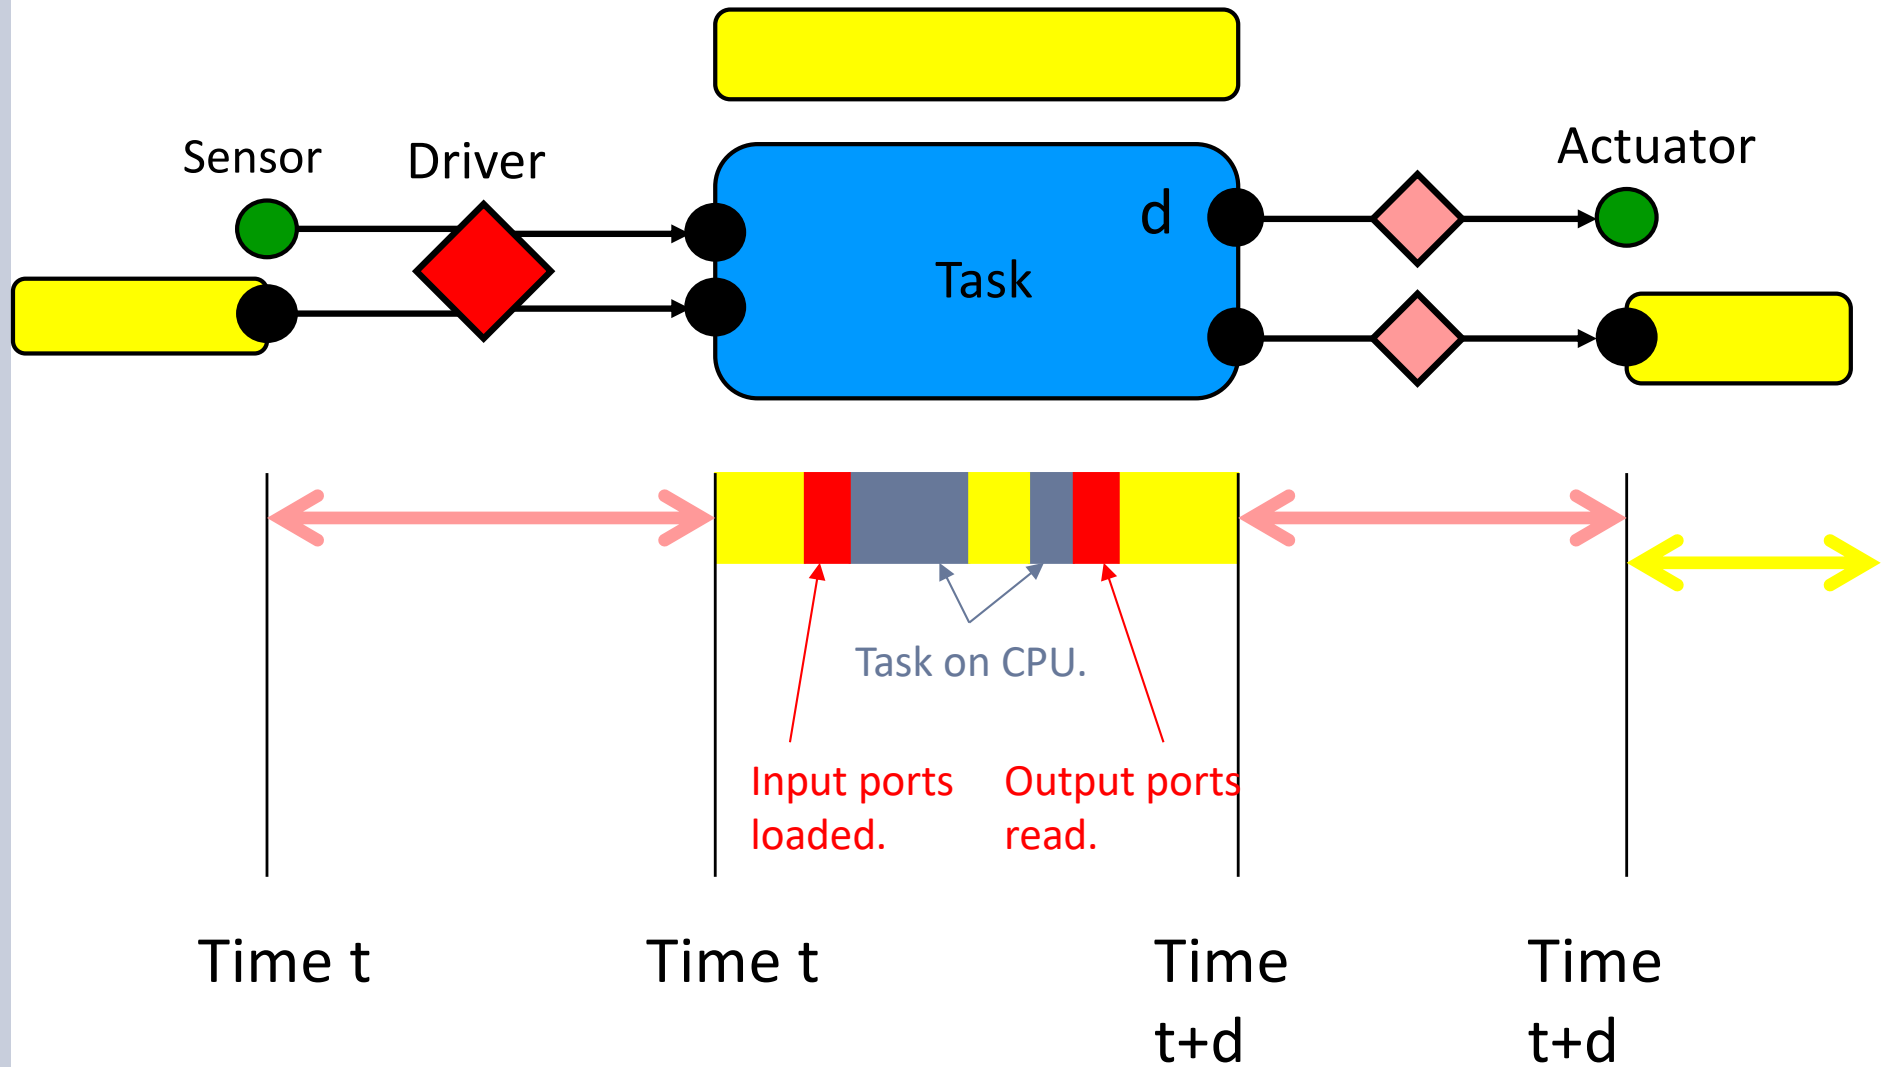 Sensor
Driver
Actuator
d
Task
Task on CPU.
Input ports
loaded.
Output ports
read.
Time t
Time t
Time
t+d
Time
t+d